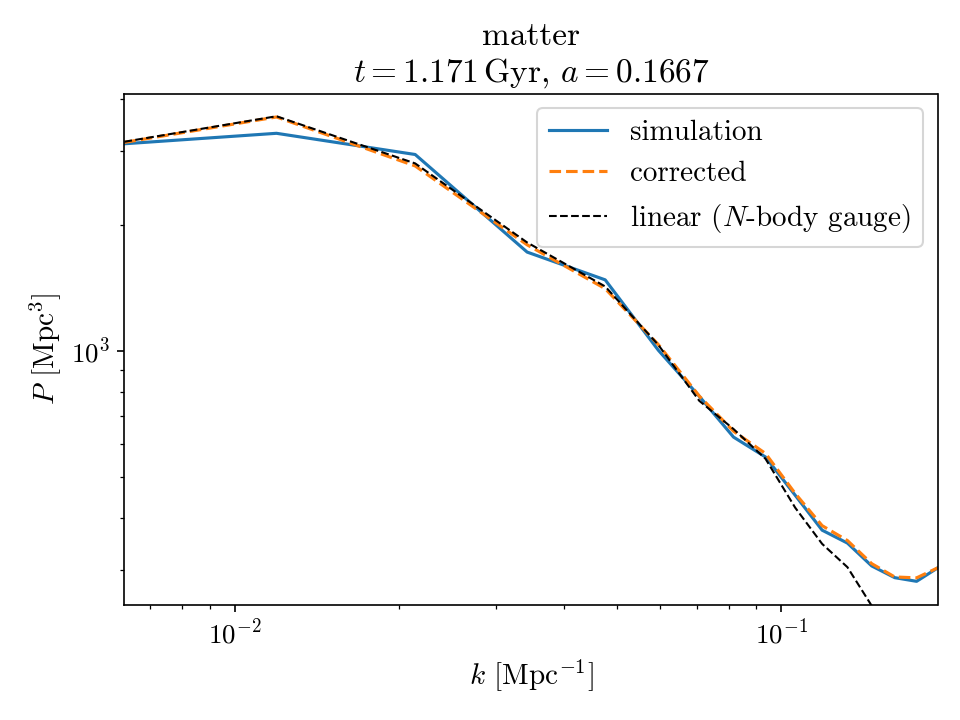 matter
t = 1.171 Gyr, a = 0.1667
simulation
corrected
linear (N-body gauge)
P [Mpc³]
10³
10⁻² 10⁻¹
k [Mpc⁻¹]